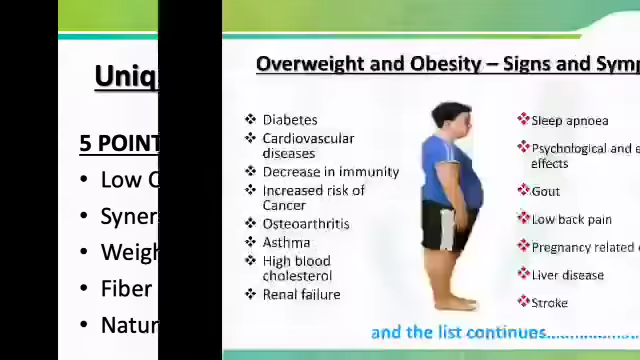 Uniq
5 POINT
• Low C
• Syner
• Weigh
• Fiber
• Natur
Overweight and Obesity – Signs and Symp
❖ Diabetes
❖ Cardiovascular
diseases
❖ Decrease in immunity
❖ Increased risk of
Cancer
❖ Osteoarthritis
❖ Asthma
❖ High blood
cholesterol
❖ Renal failure
❖ Sleep apnoea
❖ Psychological and e
effects
❖ Gout
❖ Low back pain
❖ Pregnancy related
❖ Liver disease
❖ Stroke
and the list continues